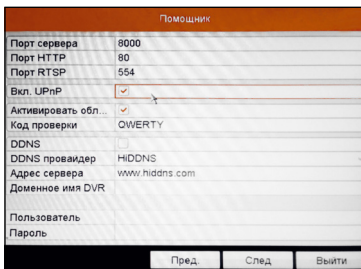 Помощник
Порт сервера 8000
Порт HTTP 80
Порт RTSP 554
Вкл. UPnP
Активировать обл...
Код проверки QWERTY
DDNS
DDNS провайдер HiDDNS
Адрес сервера www.hiddns.com
Доменное имя DVR
Пользователь
Пароль
Пред. След Выйти